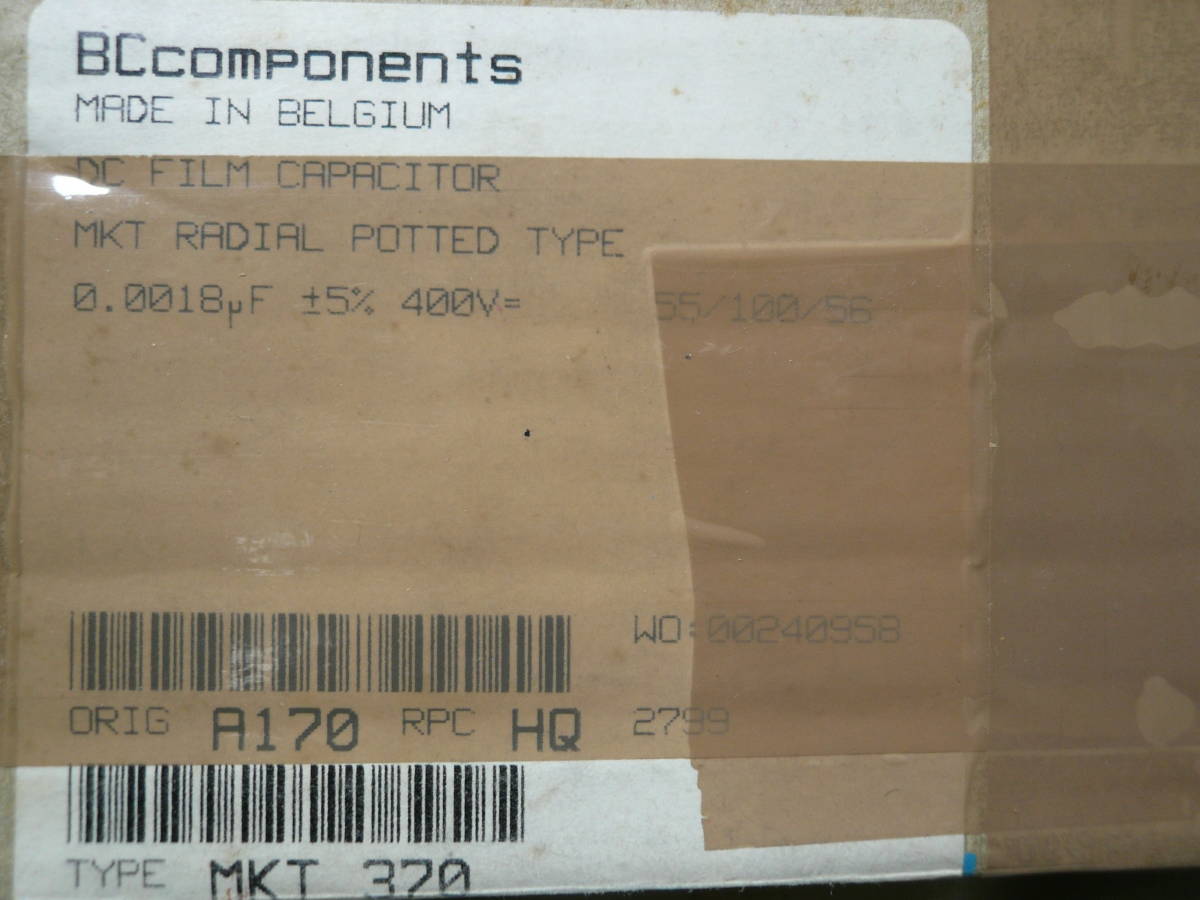 BCcomponents
MADE IN BELGIUM
DC FILM CAPACITOR
MKT RADIAL POTTED TYPE
0.0018µF ±5% 400V= 55/100/56
WO:00240958
ORIG A170 RPC HQ 2799
TYPE MKT 370